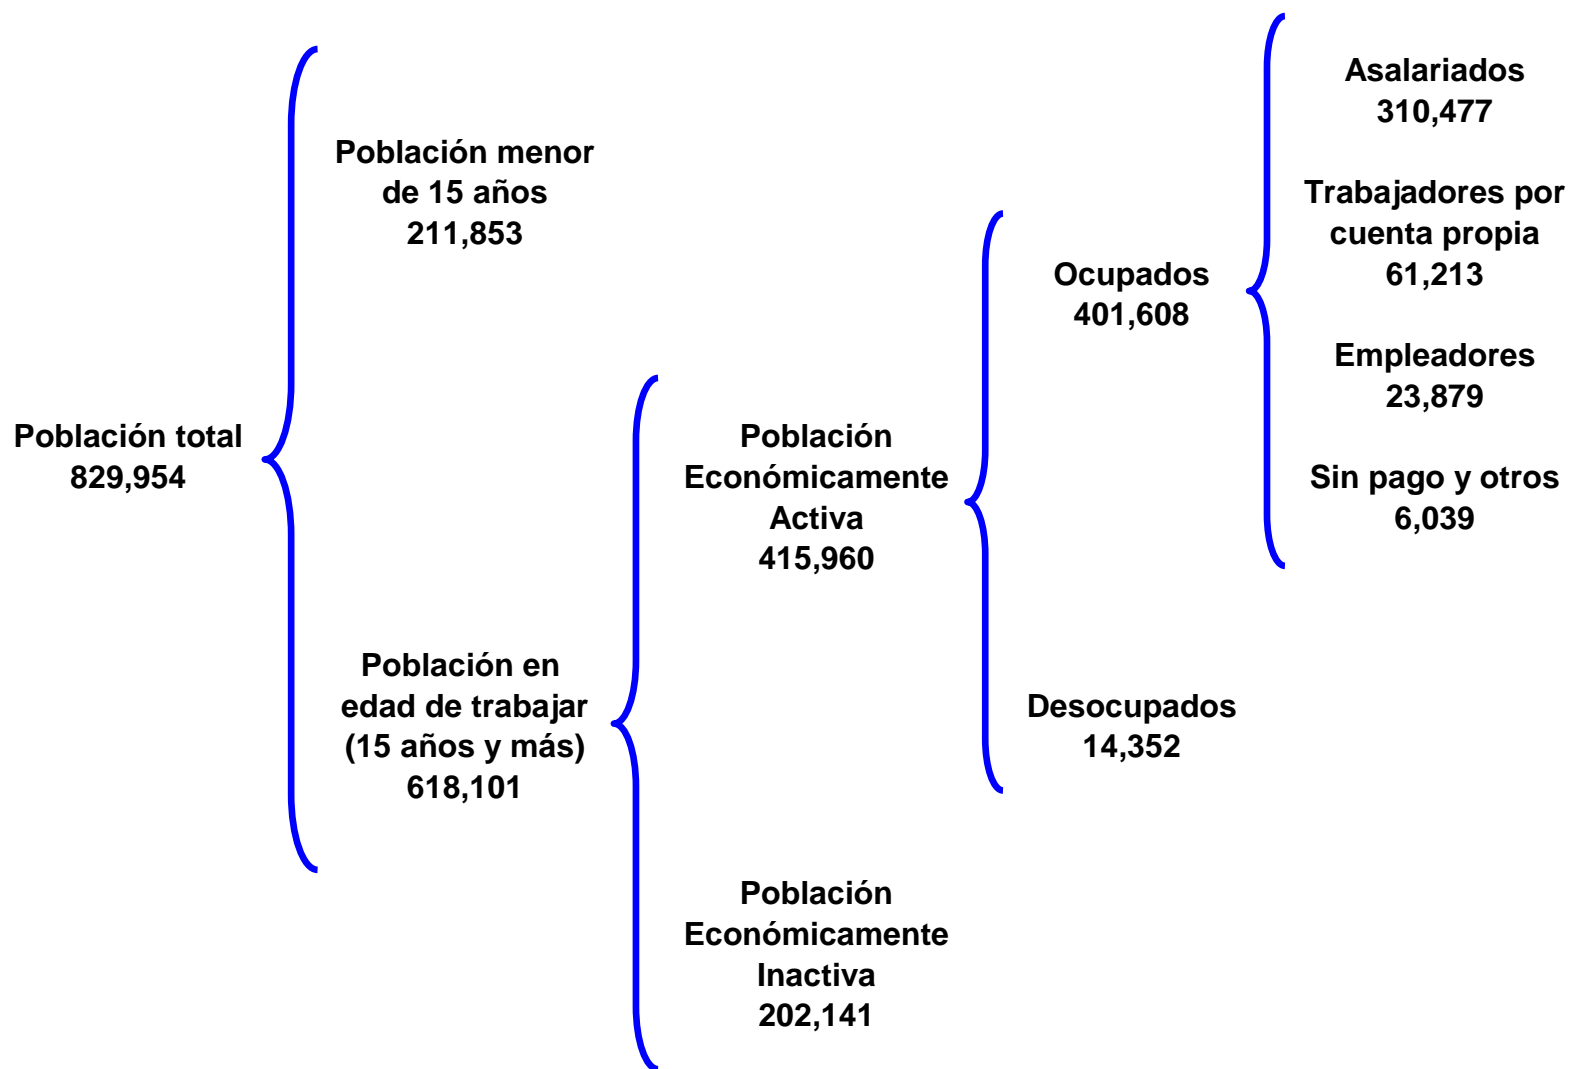 Población total
829,954
Población menor
de 15 años
211,853
Población en
edad de trabajar
(15 años y más)
618,101
Población
Económicamente
Activa
415,960
Población
Económicamente
Inactiva
202,141
Ocupados
401,608
Desocupados
14,352
Asalariados
310,477
Trabajadores por
cuenta propia
61,213
Empleadores
23,879
Sin pago y otros
6,039